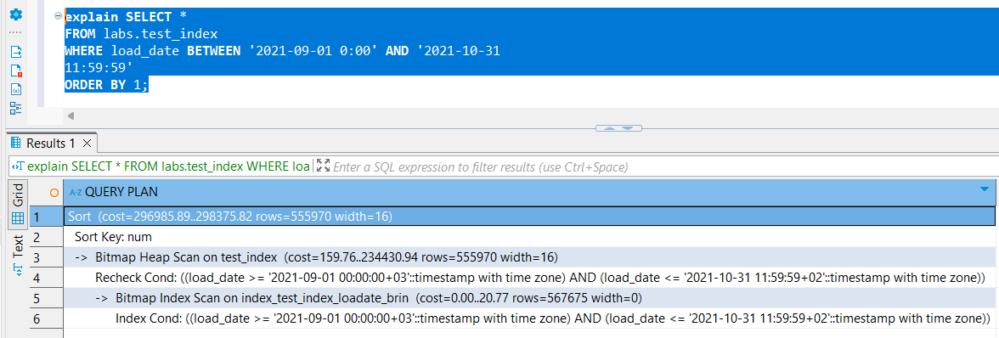 explain SELECT *
FROM labs.test_index
WHERE load_date BETWEEN '2021-09-01 0:00' AND '2021-10-31
11:59:59'
ORDER BY 1;
Results 1
explain SELECT * FROM labs.test_index WHERE loa
Enter a SQL expression to filter results (use Ctrl+Space)
Grid
Text
A-Z QUERY PLAN
1 Sort (cost=296985.89..298375.82 rows=555970 width=16)
2 Sort Key: num
3 -> Bitmap Heap Scan on test_index (cost=159.76..234430.94 rows=555970 width=16)
4 Recheck Cond: ((load_date >= '2021-09-01 00:00:00+03'::timestamp with time zone) AND (load_date <= '2021-10-31 11:59:59+02'::timestamp with time zone))
5 -> Bitmap Index Scan on index_test_index_loadate_brin (cost=0.00..20.77 rows=567675 width=0)
6 Index Cond: ((load_date >= '2021-09-01 00:00:00+03'::timestamp with time zone) AND (load_date <= '2021-10-31 11:59:59+02'::timestamp with time zone))